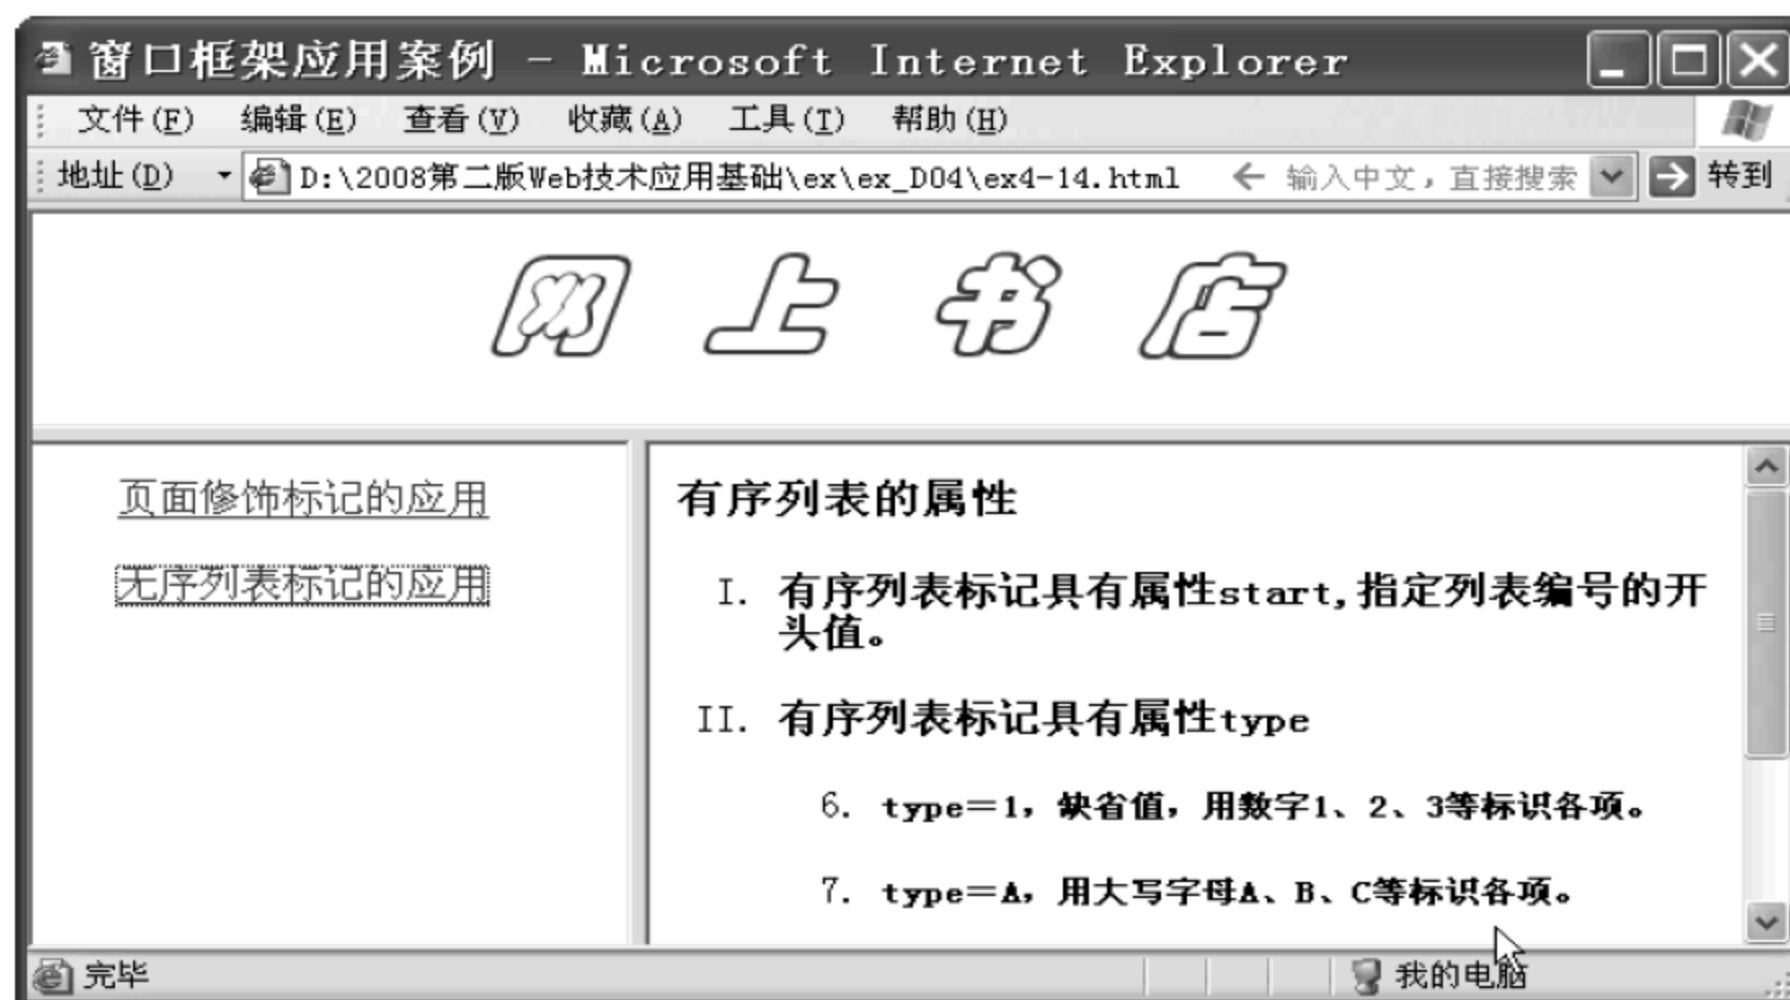 窗口框架应用案例 - Microsoft Internet Explorer
文件(F) 编辑(E) 查看(V) 收藏(A) 工具(T) 帮助(H)
地址(D) D:\2008第二版Web技术应用基础\ex\ex_D04\ex4-14.html ← 输入中文，直接搜索 转到
网上书店
页面修饰标记的应用
无序列表标记的应用
有序列表的属性
I. 有序列表标记具有属性start,指定列表编号的开
头值。
II. 有序列表标记具有属性type
6. type＝1，缺省值，用数字1、2、3等标识各项。
7. type＝A，用大写字母A、B、C等标识各项。
完毕 我的电脑